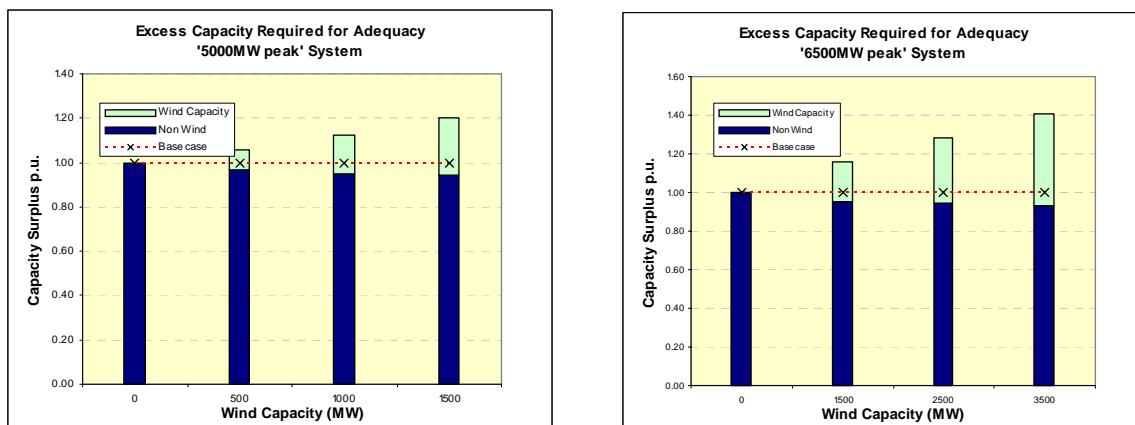 Excess Capacity Required for Adequacy
'5000MW peak' System
Capacity Surplus p.u.
1.40
1.20
1.00
0.80
0.60
0.40
0.20
0.00
Wind Capacity
Non Wind
Base case
0 500 1000 1500
Wind Capacity (MW)
Excess Capacity Required for Adequacy
'6500MW peak' System
Capacity Surplus p.u.
1.60
1.40
1.20
1.00
0.80
0.60
0.40
0.20
0.00
Wind Capacity
Non Wind
Base case
0 1500 2500 3500
Wind Capacity (MW)